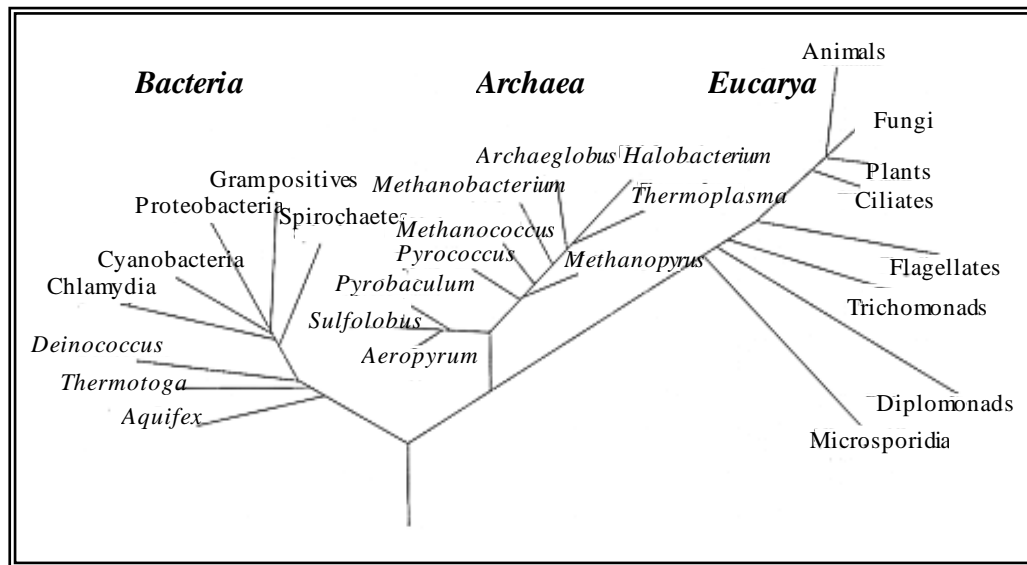 Animals
Bacteria
Archaea
Eucarya
Fungi
Archaeglobus Halobacterium
Plants
Grampositives
Methanobacterium
Thermoplasma
Ciliates
Proteobacteria
Spirochaetes
Methanococcus
Cyanobacteria
Pyrococcus
Methanopyrus
Flagellates
Chlamydia
Pyrobaculum
Trichomonads
Sulfolobus
Deinococcus
Aeropyrum
Thermotoga
Diplomonads
Aquifex
Microsporidia